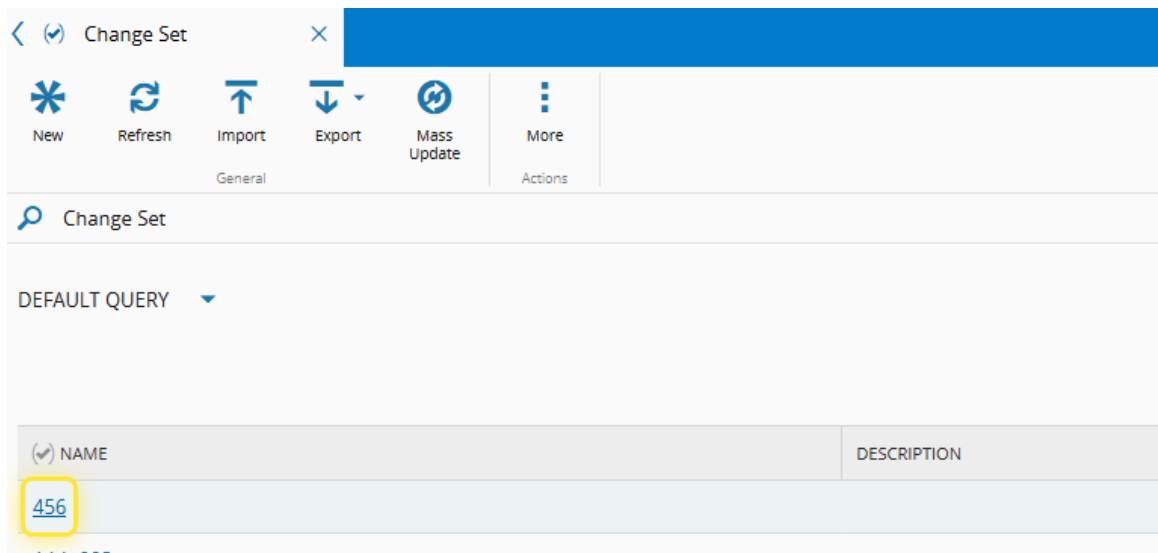 Change Set
New Refresh Import Export Mass Update More
General Actions
Change Set
DEFAULT QUERY
NAME DESCRIPTION
456